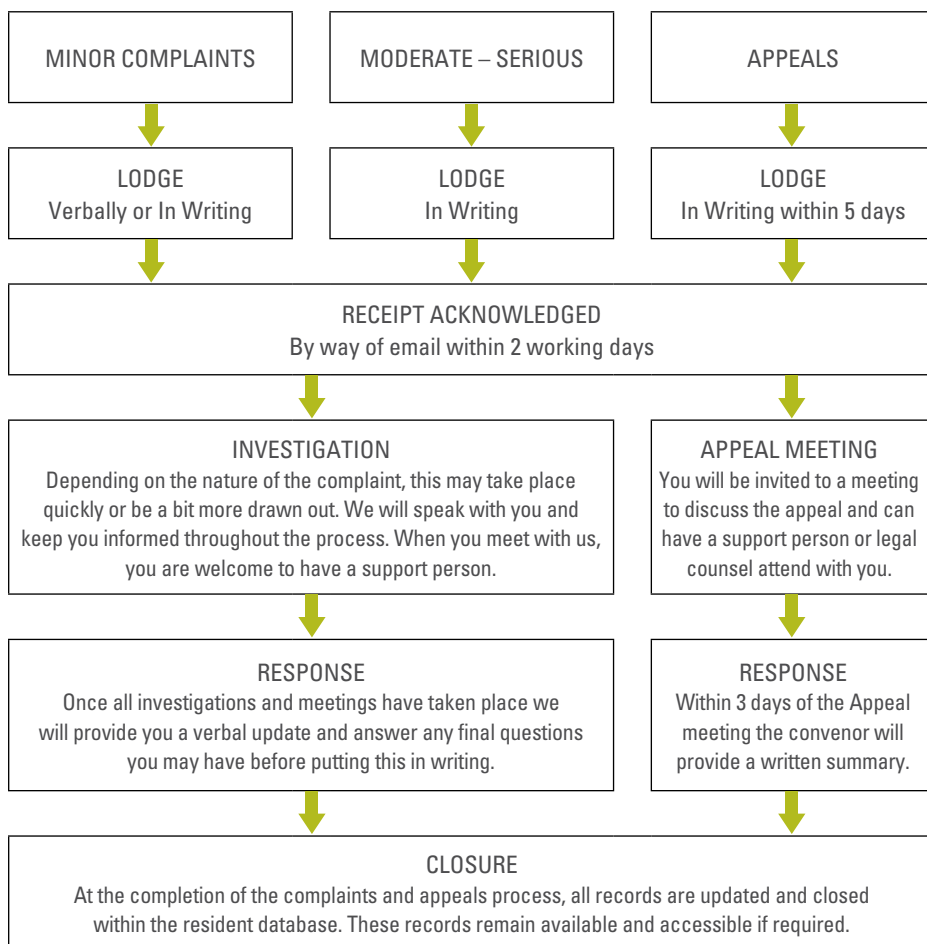 MINOR COMPLAINTS
MODERATE – SERIOUS
APPEALS
LODGE
Verbally or In Writing
LODGE
In Writing
LODGE
In Writing within 5 days
RECEIPT ACKNOWLEDGED
By way of email within 2 working days
INVESTIGATION
Depending on the nature of the complaint, this may take place
quickly or be a bit more drawn out. We will speak with you and
keep you informed throughout the process. When you meet with us,
you are welcome to have a support person.
APPEAL MEETING
You will be invited to a meeting
to discuss the appeal and can
have a support person or legal
counsel attend with you.
RESPONSE
Once all investigations and meetings have taken place we
will provide you a verbal update and answer any final questions
you may have before putting this in writing.
RESPONSE
Within 3 days of the Appeal
meeting the convenor will
provide a written summary.
CLOSURE
At the completion of the complaints and appeals process, all records are updated and closed
within the resident database. These records remain available and accessible if required.